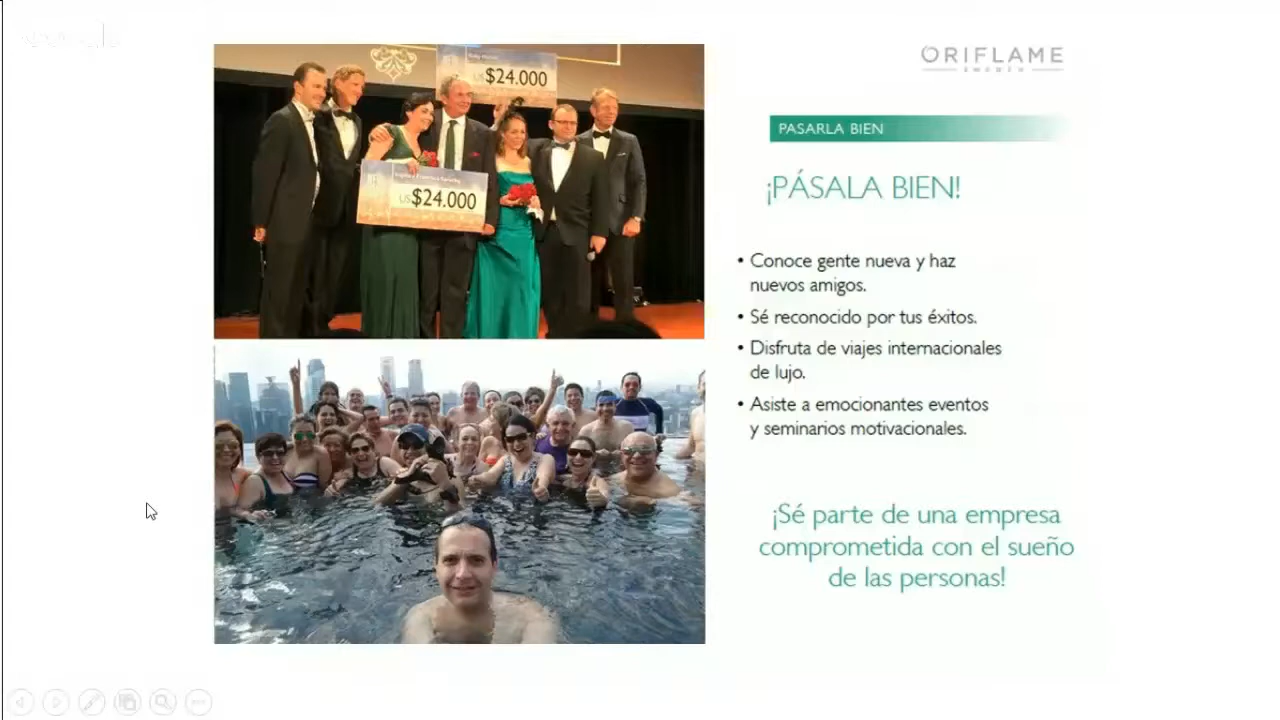 US$24.000
US$24.000
ORIFLAME
SWEDEN
PASARLA BIEN
¡PÁSALA BIEN!
• Conoce gente nueva y haz
nuevos amigos.
• Sé reconocido por tus éxitos.
• Disfruta de viajes internacionales
de lujo.
• Asiste a emocionantes eventos
y seminarios motivacionales.
¡Sé parte de una empresa
comprometida con el sueño
de las personas!